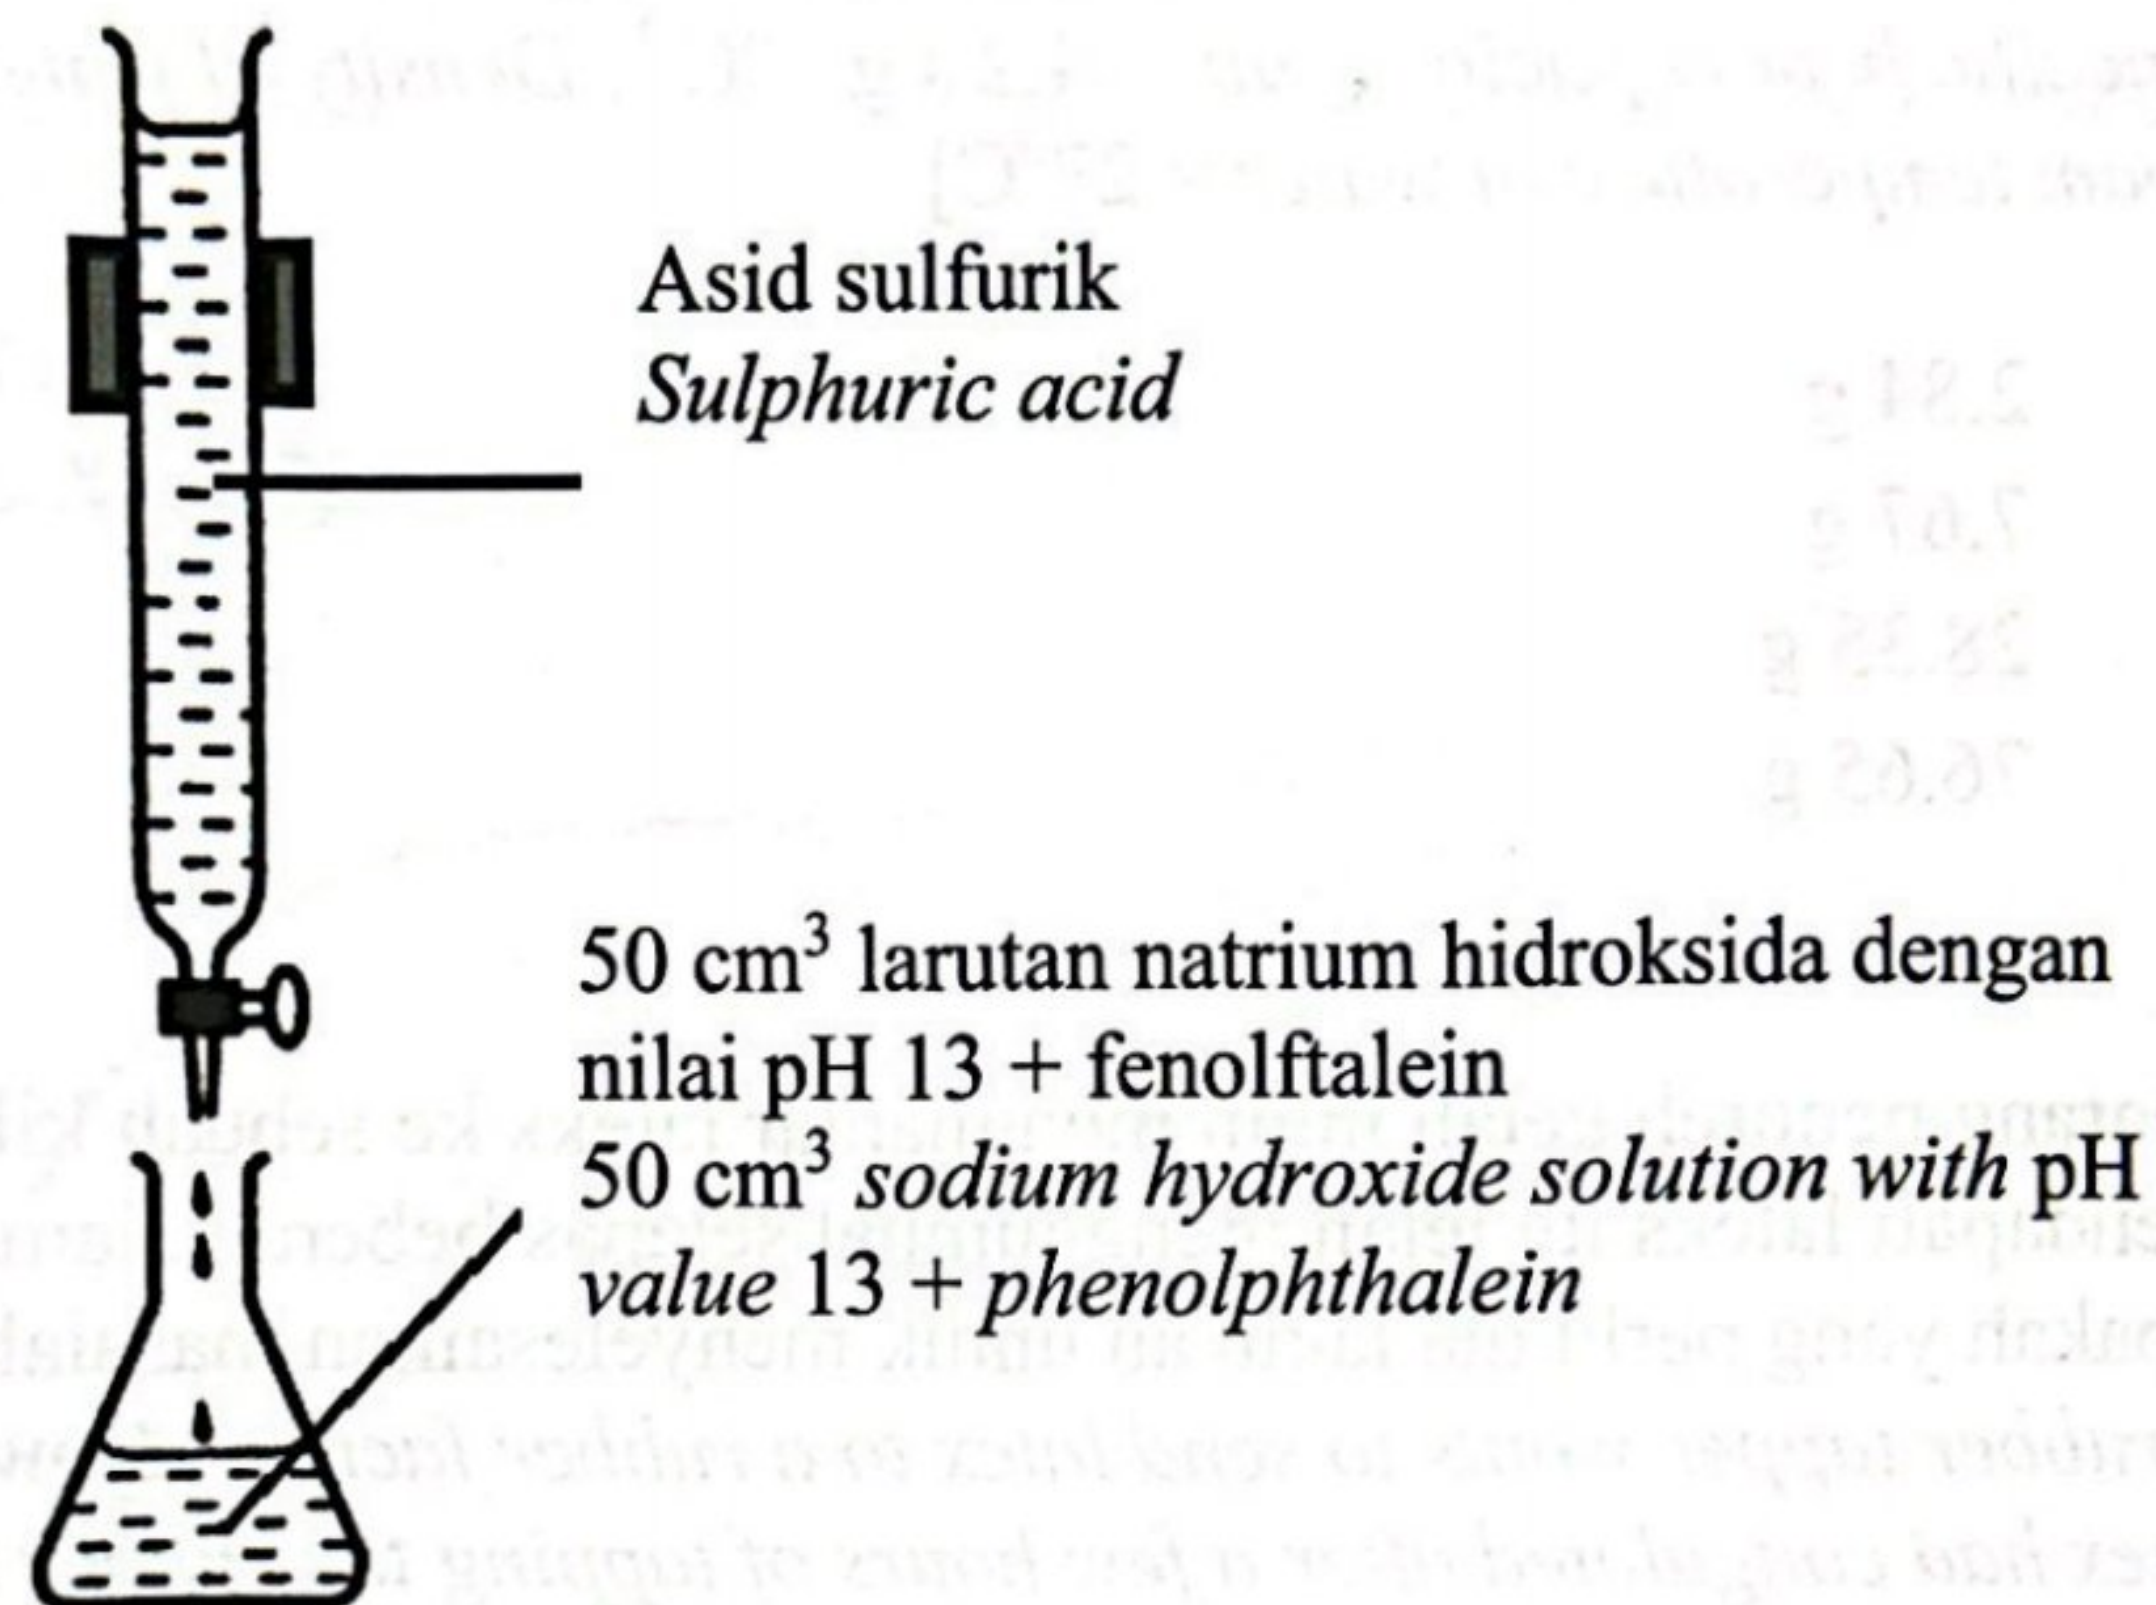 Asid sulfurik
Sulphuric acid
50 cm³ larutan natrium hidroksida dengan
nilai pH 13 + fenolftalein
50 cm³ sodium hydroxide solution with pH
value 13 + phenolphthalein